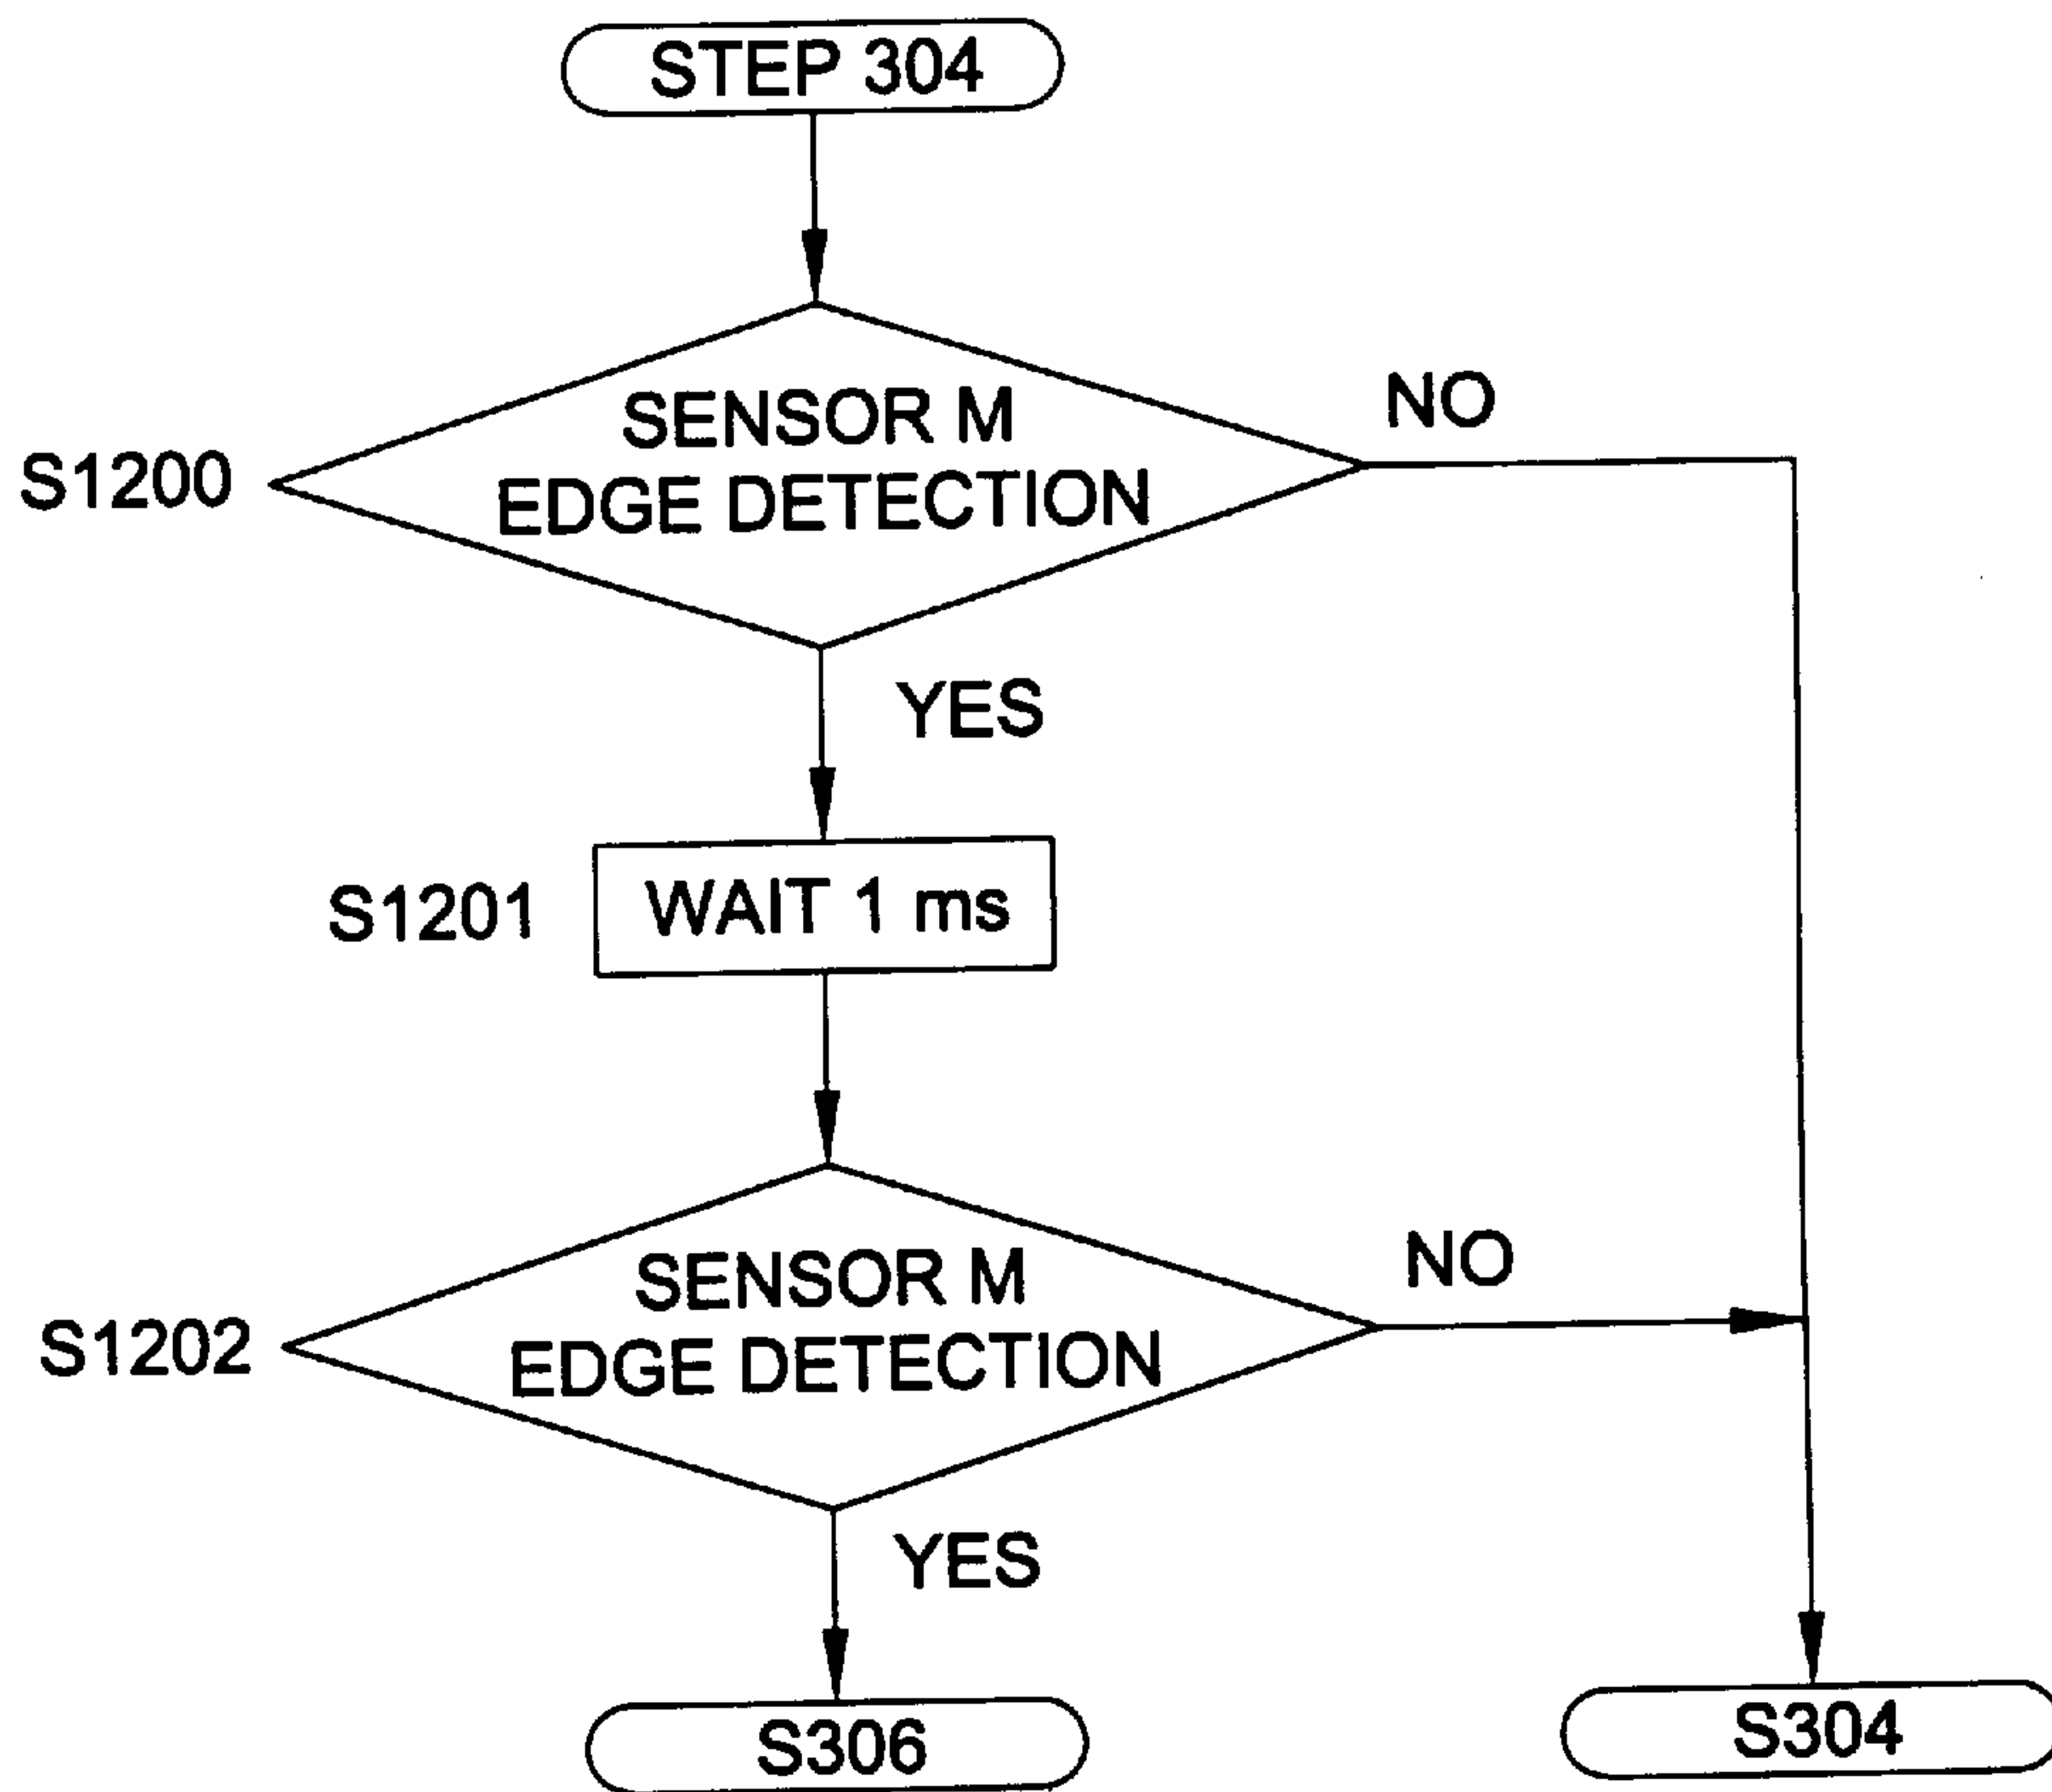 STEP 304
SENSOR M
EDGE DETECTION
NO
S1200
YES
S1201
WAIT 1 ms
SENSOR M
EDGE DETECTION
NO
S1202
YES
S306
S304